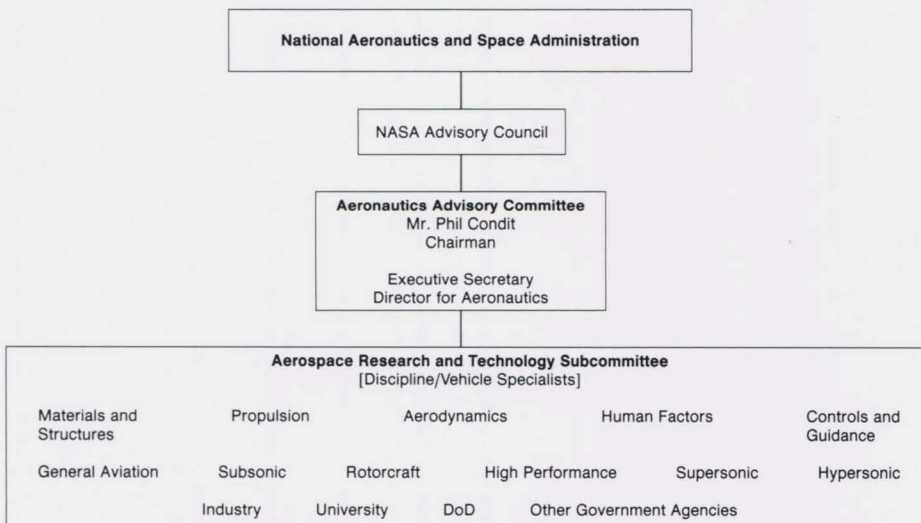 National Aeronautics and Space Administration
NASA Advisory Council
Aeronautics Advisory Committee
Mr. Phil Condit
Chairman
Executive Secretary
Director for Aeronautics
Aerospace Research and Technology Subcommittee
[Discipline/Vehicle Specialists]
Materials and Structures Propulsion Aerodynamics Human Factors Controls and Guidance
General Aviation Subsonic Rotorcraft High Performance Supersonic Hypersonic
Industry University DoD Other Government Agencies